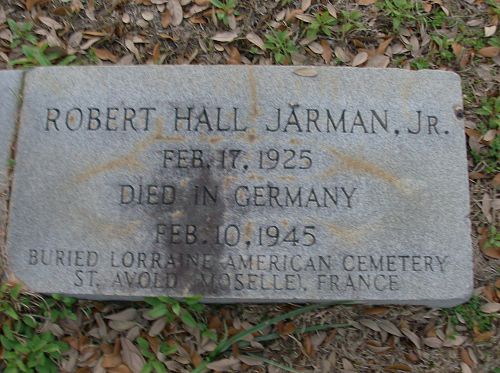 ROBERT HALL JARMAN, JR.
FEB. 17, 1925
DIED IN GERMANY
FEB. 10, 1945
BURIED LORRAINE AMERICAN CEMETERY
ST. AVOLD (MOSELLE), FRANCE